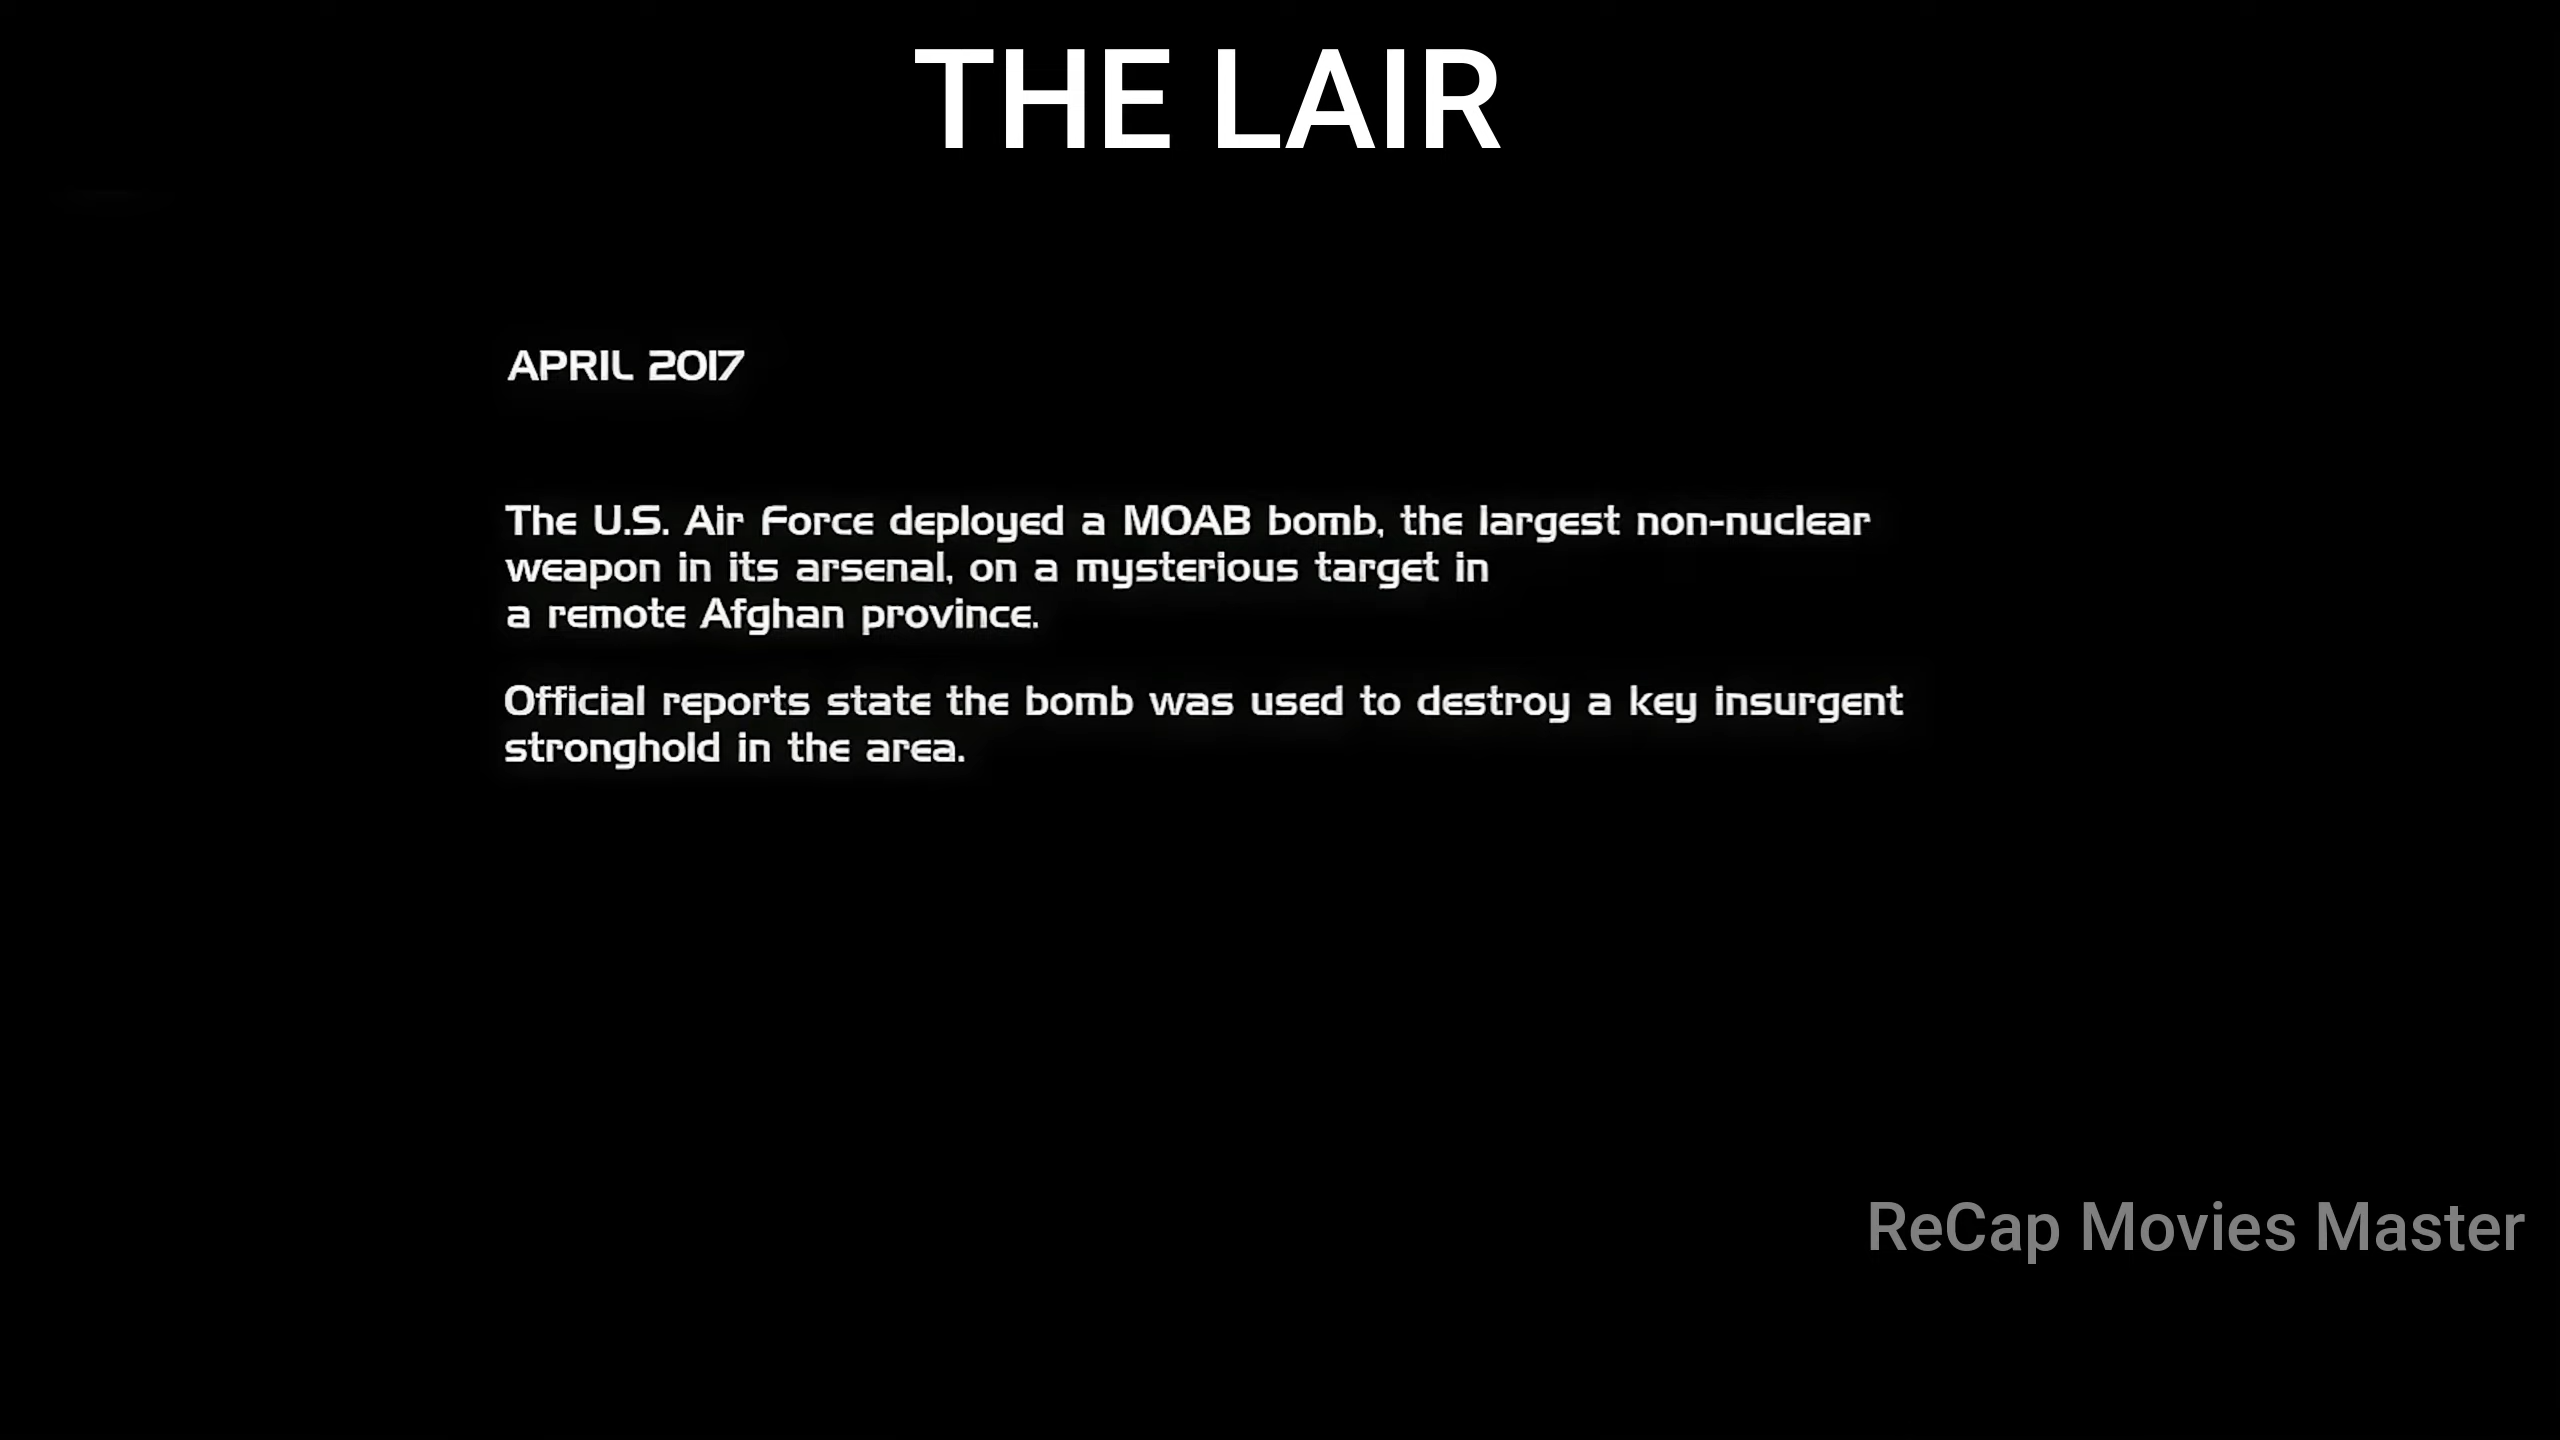 THE LAIR
APRIL 2017
The U.S. Air Force deployed a MOAB bomb, the largest non-nuclear
weapon in its arsenal, on a mysterious target in
a remote Afghan province.
Official reports state the bomb was used to destroy a key insurgent
stronghold in the area.
ReCap Movies Master